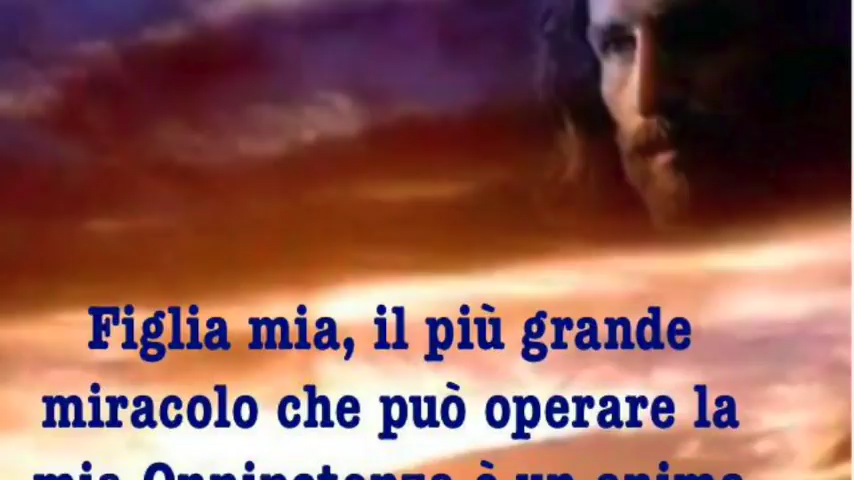 Figlia mia, il più grande
miracolo che può operare la
mia Onnipotenza è un anima